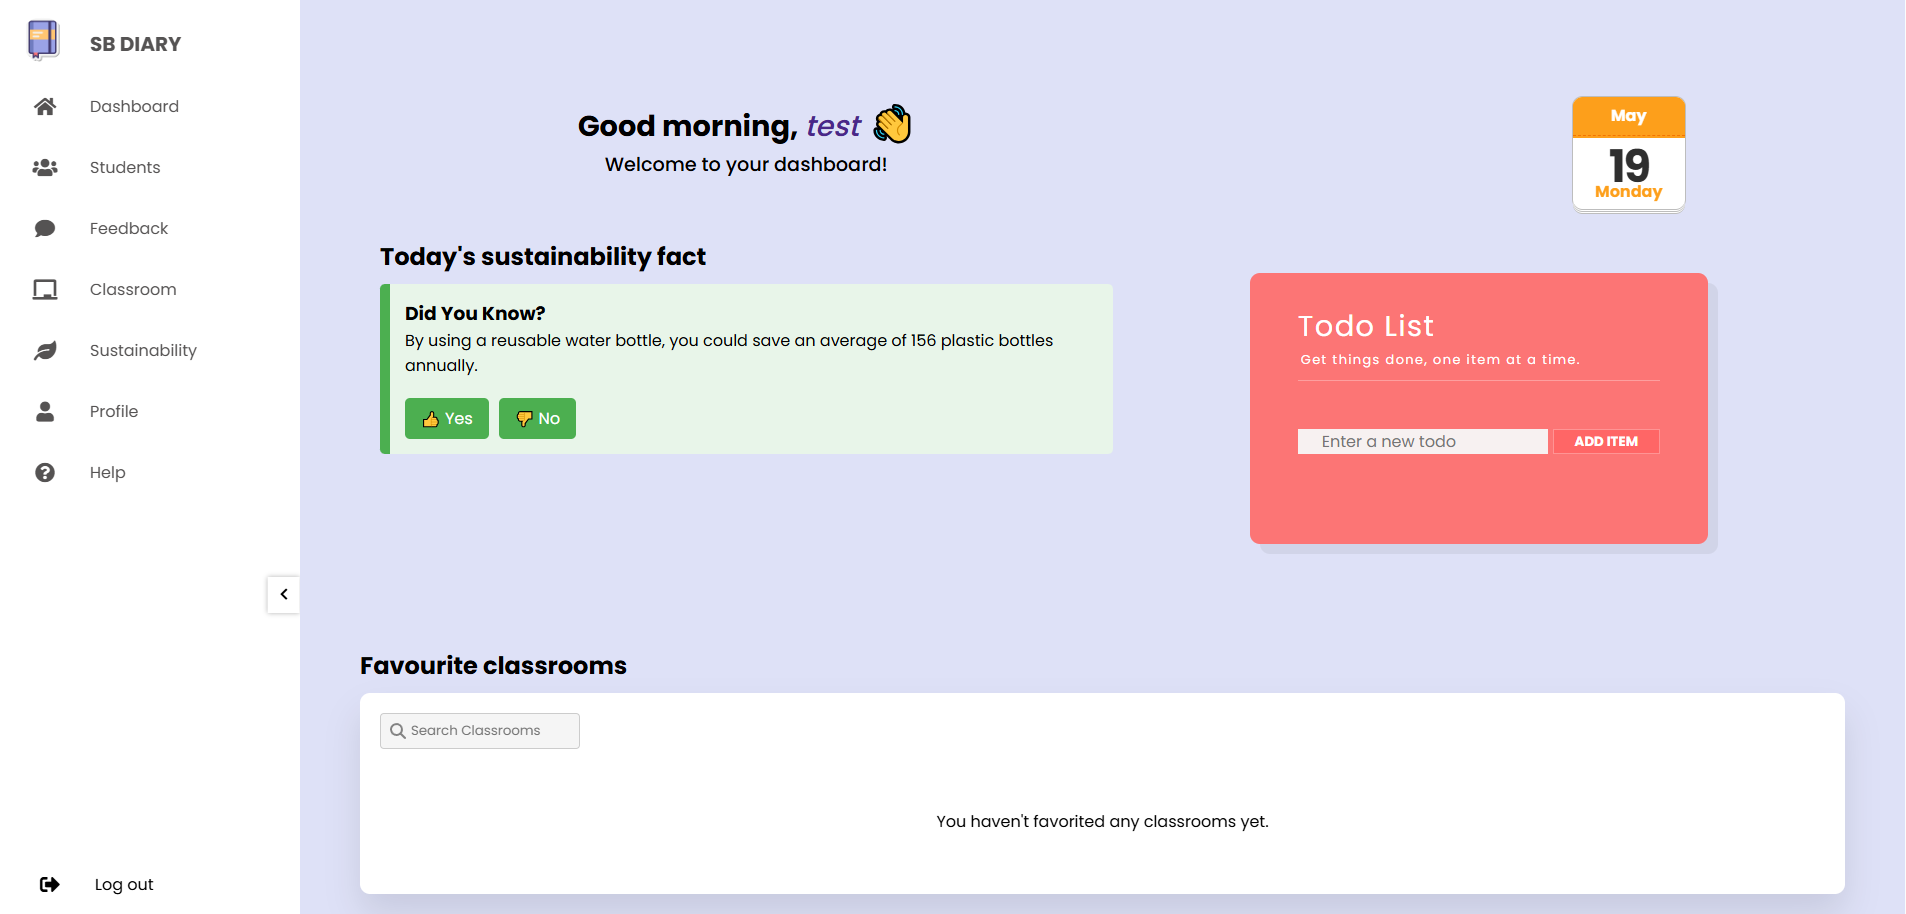 SB DIARY
Dashboard
Students
Feedback
Classroom
Sustainability
Profile
Help
Log out
Good morning, test
Welcome to your dashboard!
May
19
Monday
Today's sustainability fact
Did You Know?
By using a reusable water bottle, you could save an average of 156 plastic bottles
annually.
Yes
No
Todo List
Get things done, one item at a time.
Enter a new todo
ADD ITEM
Favourite classrooms
Search Classrooms
You haven't favorited any classrooms yet.